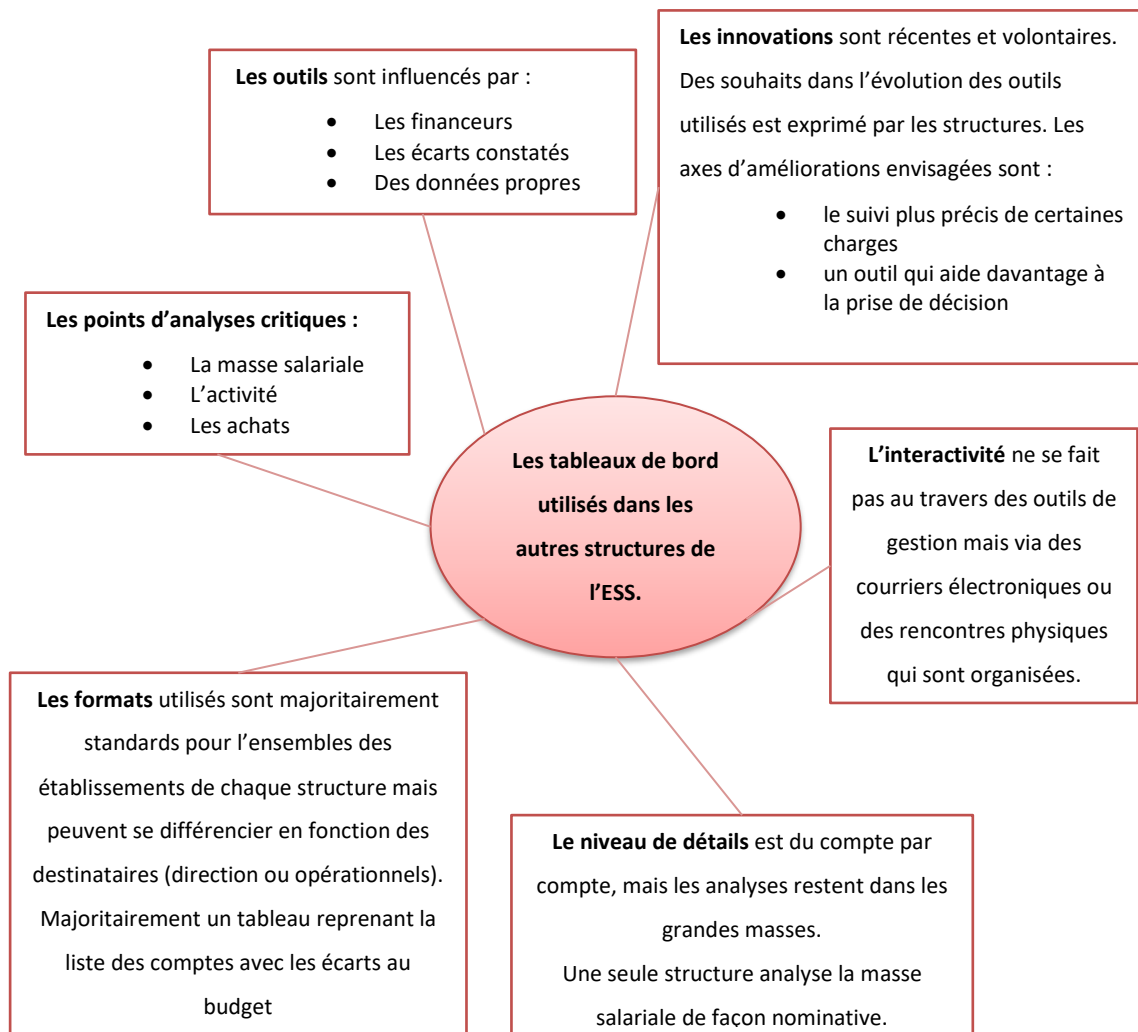 Les outils sont influencés par :
• Les financeurs
• Les écarts constatés
• Des données propres
Les innovations sont récentes et volontaires.
Des souhaits dans l’évolution des outils
utilisés est exprimé par les structures. Les
axes d’améliorations envisagées sont :
• le suivi plus précis de certaines
charges
• un outil qui aide davantage à
la prise de décision
Les points d’analyses critiques :
• La masse salariale
• L’activité
• Les achats
Les tableaux de bord
utilisés dans les
autres structures de
l’ESS.
L’interactivité ne se fait
pas au travers des outils de
gestion mais via des
courriers électroniques ou
des rencontres physiques
qui sont organisées.
Les formats utilisés sont majoritairement
standards pour l’ensembles des
établissements de chaque structure mais
peuvent se différencier en fonction des
destinataires (direction ou opérationnels).
Majoritairement un tableau reprenant la
liste des comptes avec les écarts au
budget
Le niveau de détails est du compte par
compte, mais les analyses restent dans les
grandes masses.
Une seule structure analyse la masse
salariale de façon nominative.